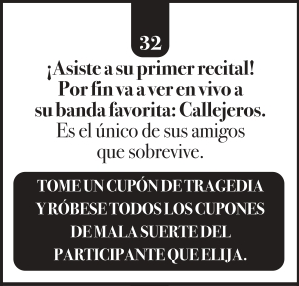 32
¡Asiste a su primer recital!
Por fin va a ver en vivo a
su banda favorita: Callejeros.
Es el único de sus amigos
que sobrevive.
TOME UN CUPÓN DE TRAGEDIA
Y RÓBESE TODOS LOS CUPONES
DE MALA SUERTE DEL
PARTICIPANTE QUE ELIJA.